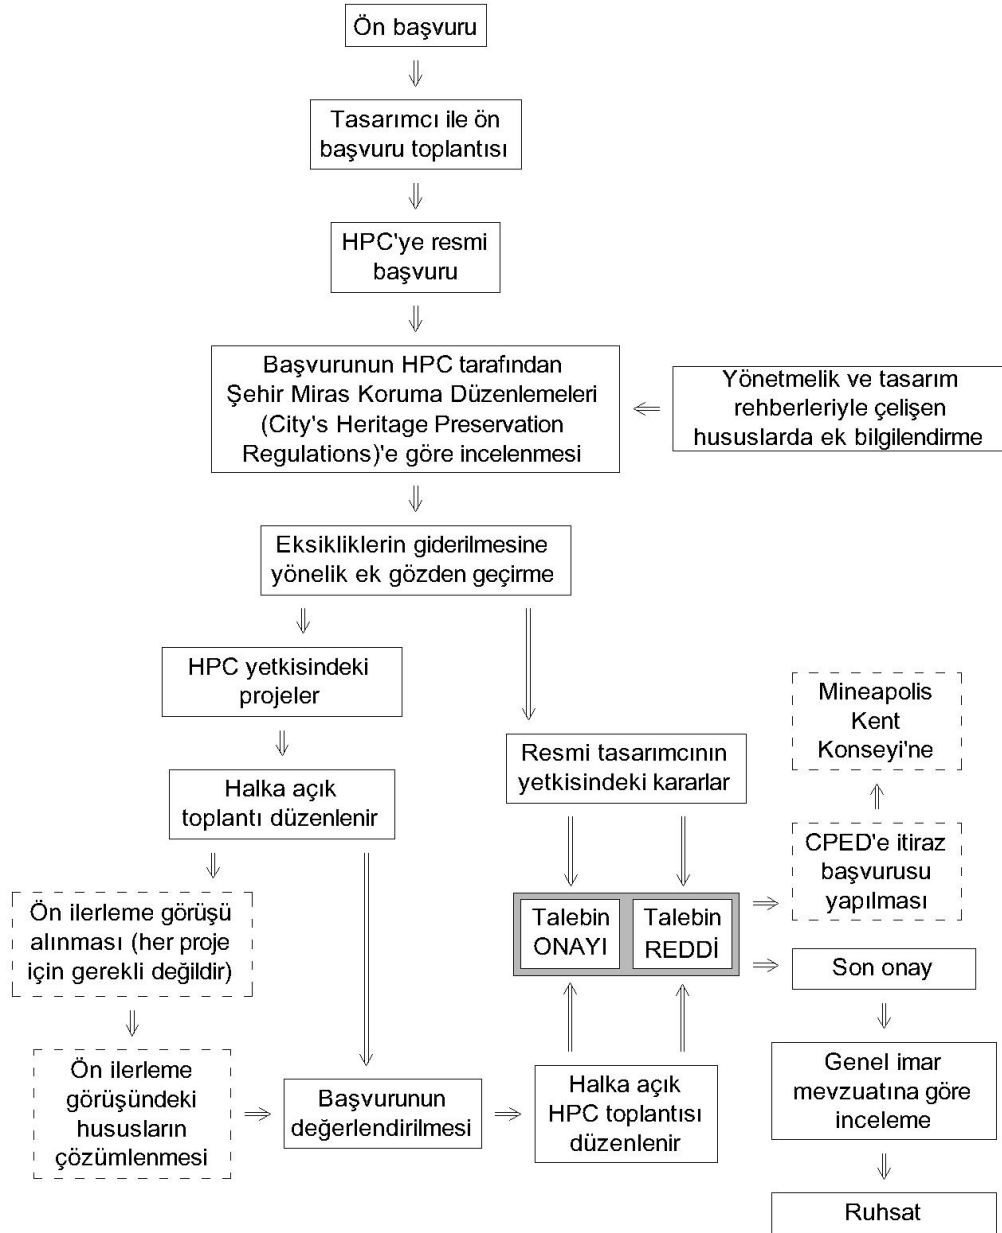 Ön başvuru
Tasarımcı ile ön
başvuru toplantısı
HPC'ye resmi
başvuru
Başvurunun HPC tarafından
Şehir Miras Koruma Düzenlemeleri
(City's Heritage Preservation
Regulations)'e göre incelenmesi
Yönetmelik ve tasarım
rehberleriyle çelişen
hususlarda ek bilgilendirme
Eksikliklerin giderilmesine
yönelik ek gözden geçirme
HPC yetkisindeki
projeler
Halka açık
toplantı düzenlenir
Ön ilerleme görüşü
alınması (her proje
için gerekli değildir)
Ön ilerleme
görüşündeki
hususların
çözümlenmesi
Başvurunun
değerlendirilmesi
Halka açık
HPC toplantısı
düzenlenir
Resmi tasarımcının
yetkisindeki kararlar
Talebin
ONAYI
Talebin
REDDİ
Mineapolis
Kent
Konseyi'ne
CPED'e itiraz
başvurusu
yapılması
Son onay
Genel imar
mevzuatına göre
inceleme
Ruhsat